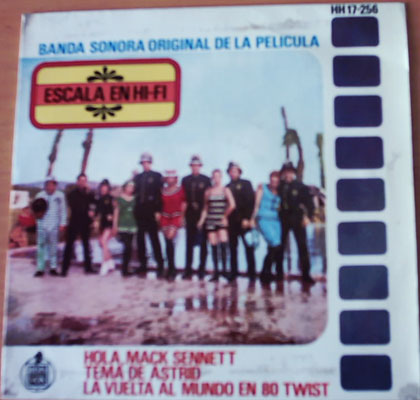 HH 17-256
BANDA SONORA ORIGINAL DE LA PELICULA
ESCALA EN HI-FI
HOLA MACK SENNETT
TEMA DE ASTRID
LA VUELTA AL MUNDO EN 80 TWIST